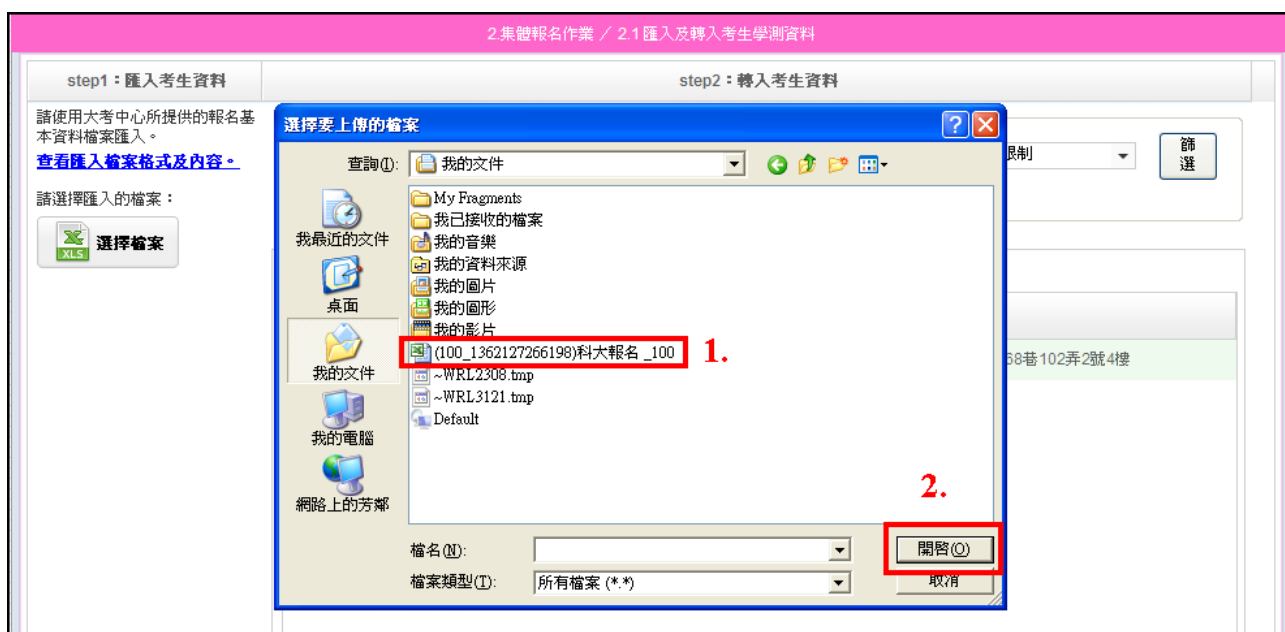 2.集體報名作業 ／ 2.1 匯入及轉入考生學測資料
step1：匯入考生資料
step2：轉入考生資料
請使用大考中心所提供的報名基
本資料檔案匯入。
查看匯入檔案格式及內容。
請選擇匯入的檔案：
XLS 選擇檔案
限制
篩
選
68巷102弄2號4樓
選擇要上傳的檔案
查詢(I):
我的文件
我最近的文件
桌面
我的文件
我的電腦
網路上的芳鄰
My Fragments
我已接收的檔案
我的音樂
我的資料來源
我的圖片
我的圖形
我的影片
(100_1362127266198)科大報名 _100
1.
~WRL2308.tmp
~WRL3121.tmp
Default
2.
檔名(N):
開啓(O)
檔案類型(T):
所有檔案 (*.*)
取消